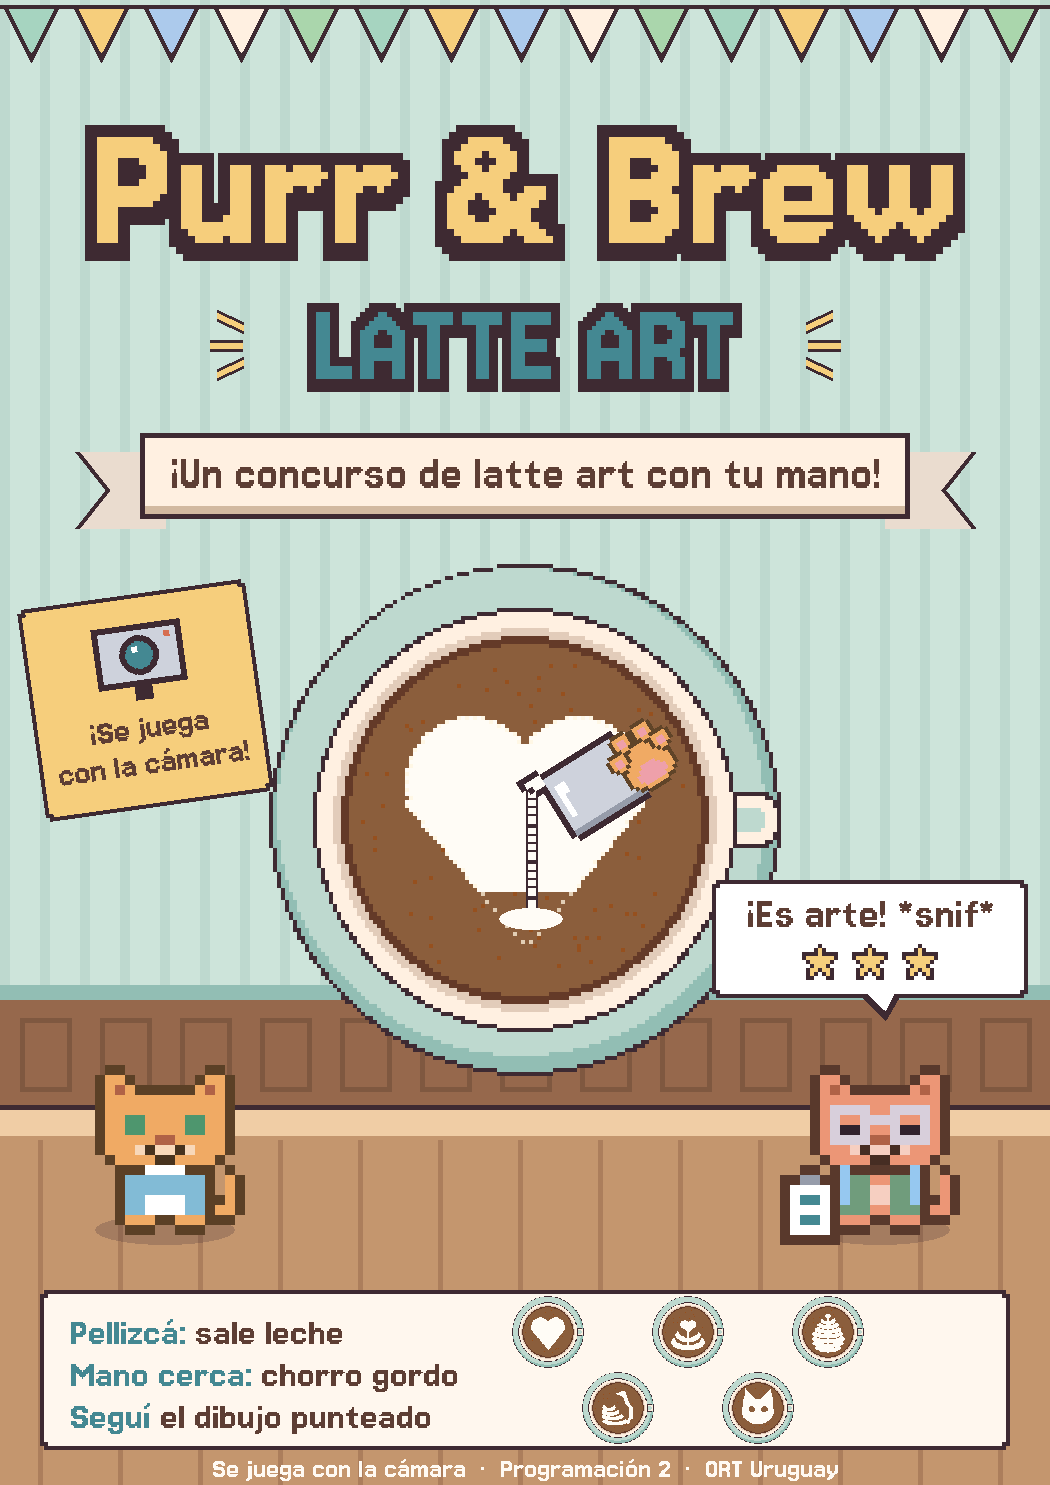 Purr & Brew
LATTE ART
¡Un concurso de latte art con tu mano!
¡Se juega
con la cámara!
¡Es arte! *snif*
Pellizcá: sale leche
Mano cerca: chorro gordo
Seguí el dibujo punteado
Se juega con la cámara · Programación 2 · ORT Uruguay